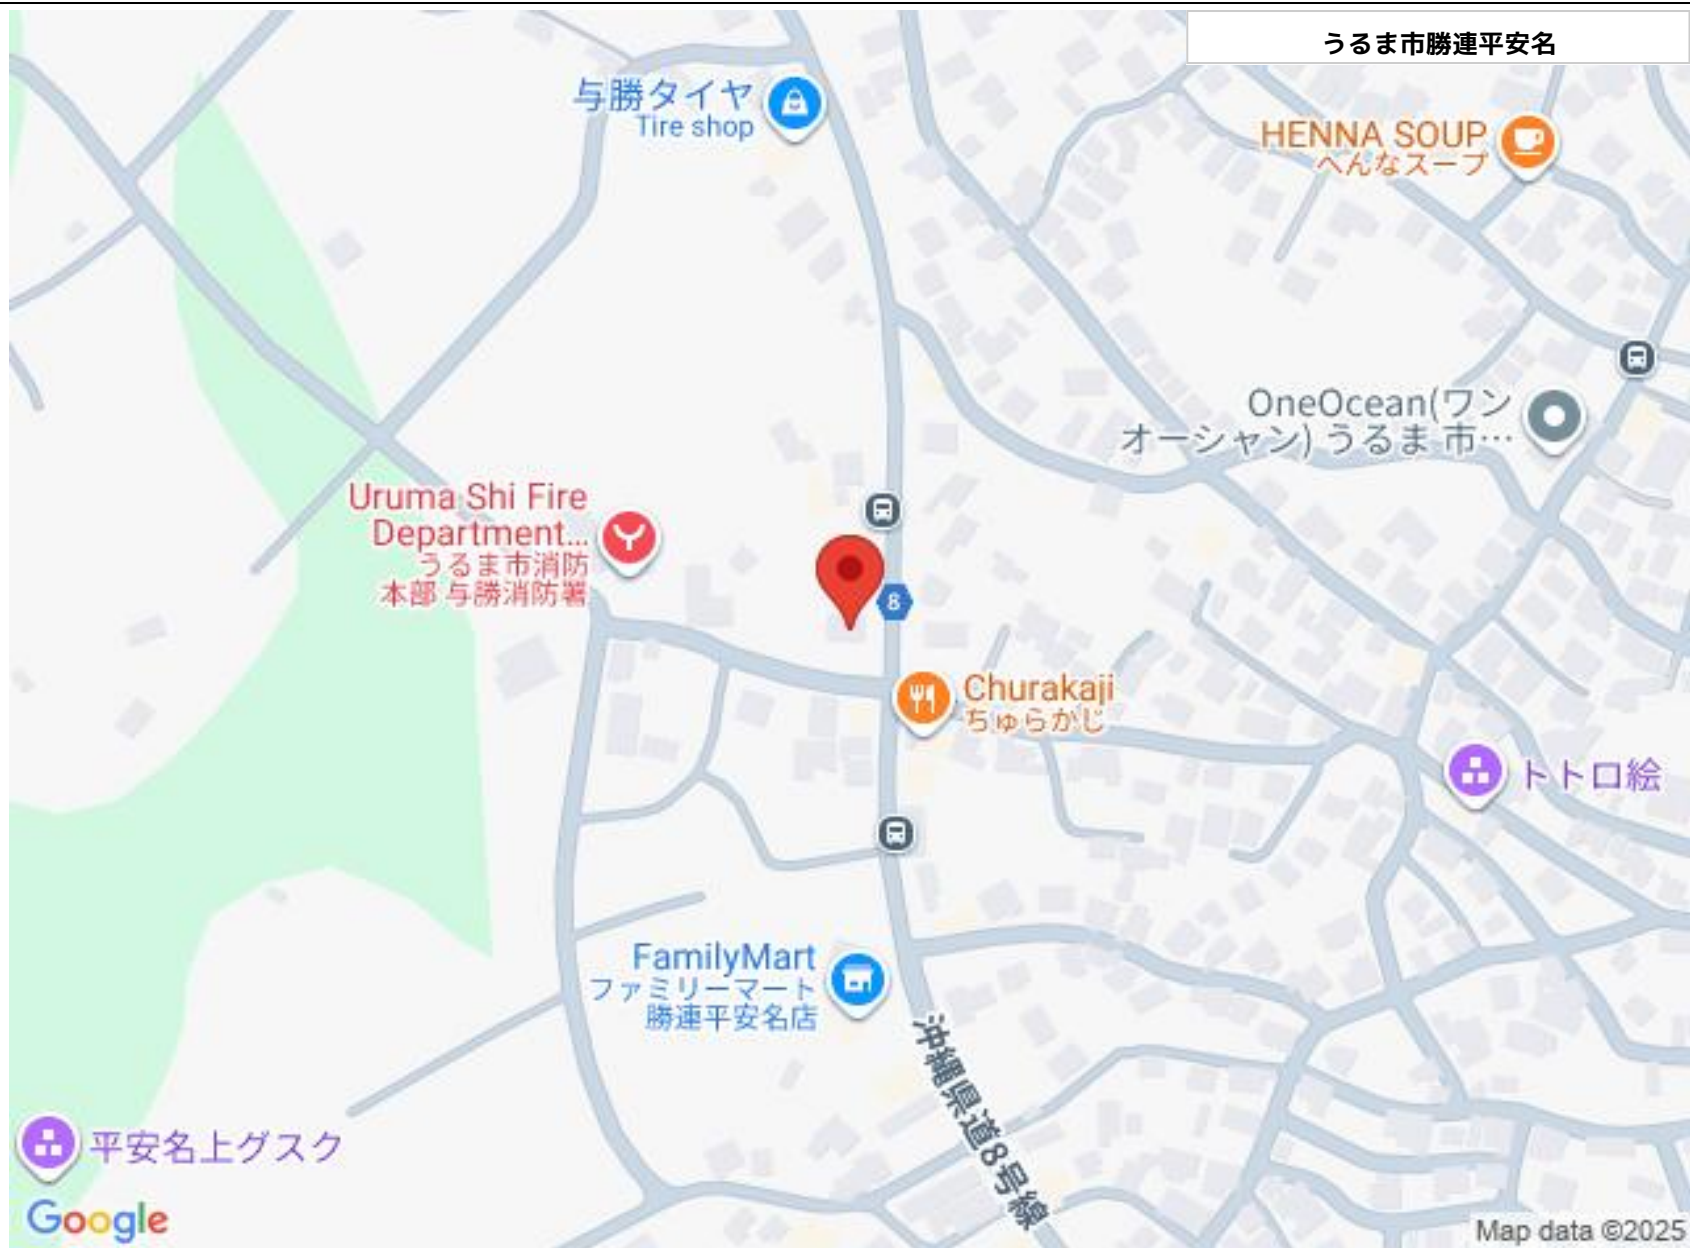 うるま市勝連平安名
与勝タイヤ
Tire shop
HENNA SOUP
へんなスープ
OneOcean(ワン
オーシャン) うるま 市…
Uruma Shi Fire
Department...
うるま市消防
本部 与勝消防署
8
Churakaji
ちゅらかじ
トトロ絵
FamilyMart
ファミリーマート
勝連平安名店
沖縄県道8号線
平安名上グスク
Google
Map data ©2025